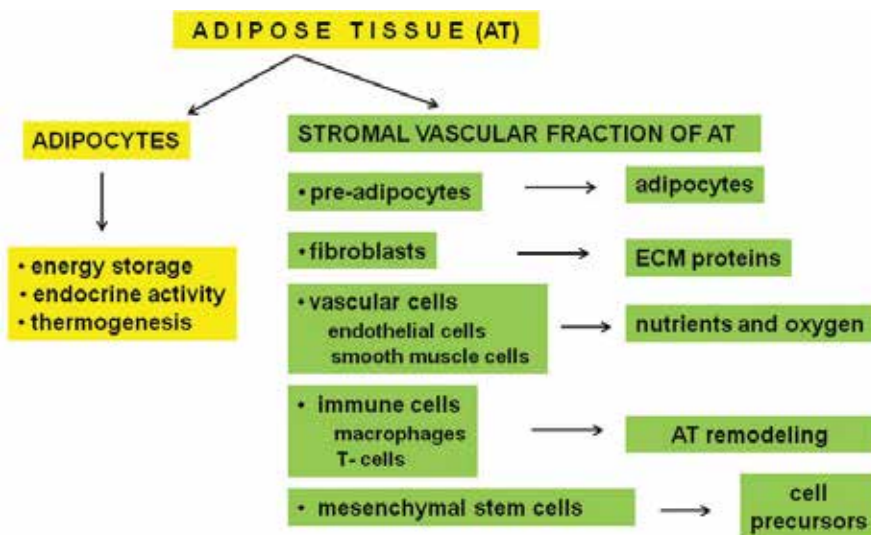 ADIPOSE TISSUE (AT)
ADIPOCYTES
• energy storage
• endocrine activity
• thermogenesis
STROMAL VASCULAR FRACTION OF AT
• pre-adipocytes
adipocytes
• fibroblasts
ECM proteins
• vascular cells
endothelial cells
smooth muscle cells
nutrients and oxygen
• immune cells
macrophages
T- cells
AT remodeling
• mesenchymal stem cells
cell
precursors